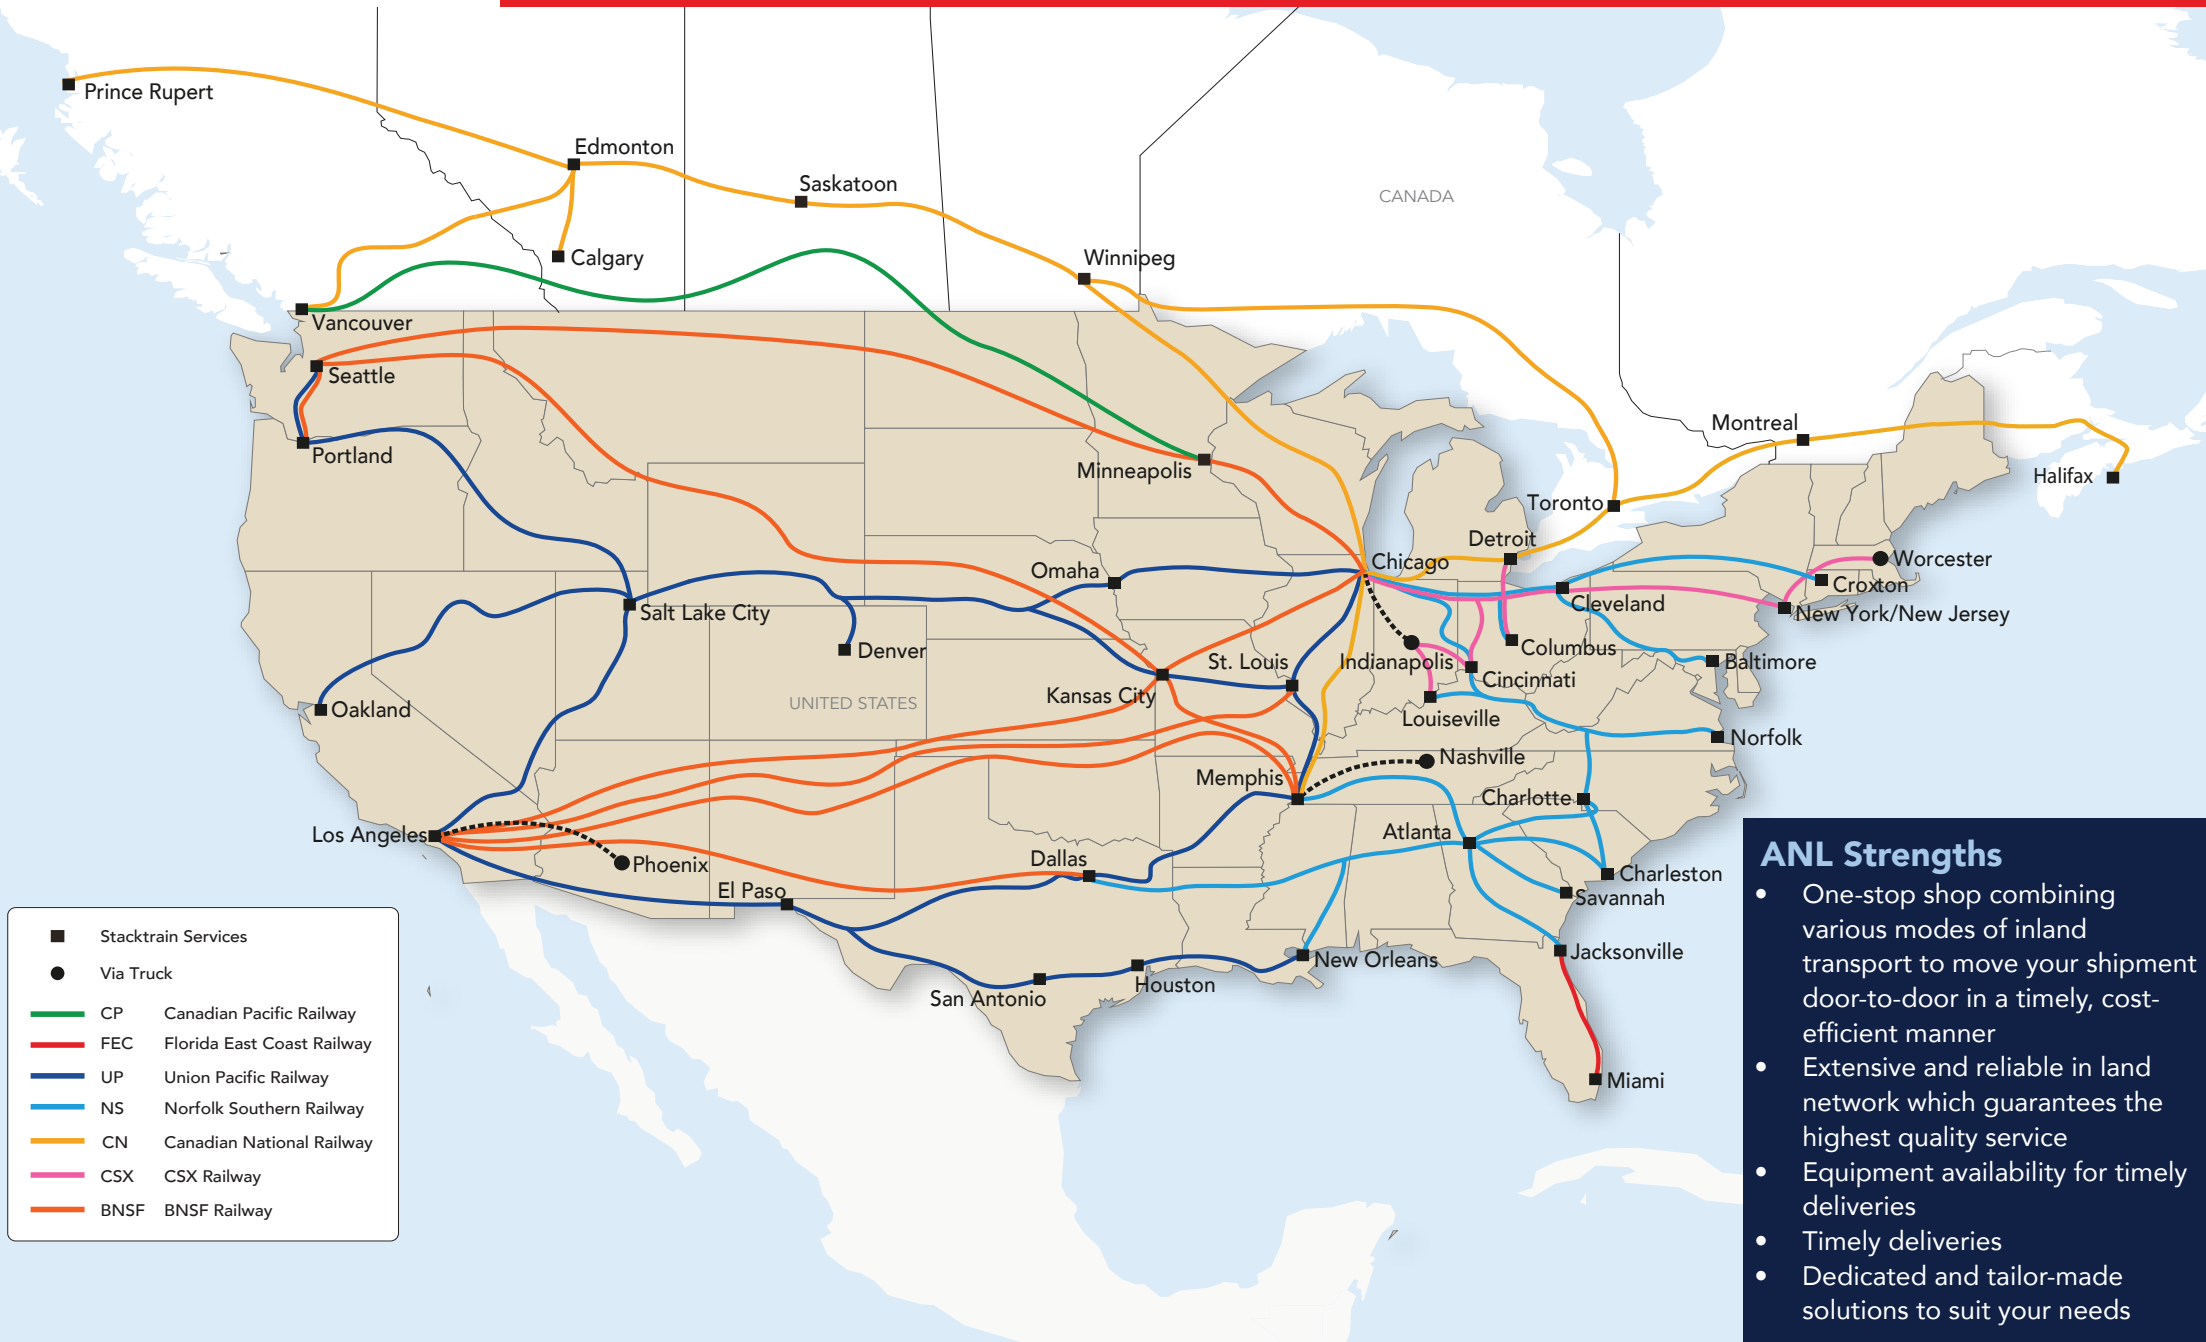 Prince Rupert
Edmonton
Saskatoon
CANADA
Calgary
Winnipeg
Vancouver
Seattle
Montreal
Portland
Minneapolis
Halifax
Toronto
Detroit
Chicago
Worcester
Omaha
Croxton
Salt Lake City
Cleveland
New York/New Jersey
Denver
St. Louis
Indianapolis
Columbus
Baltimore
Kansas City
Cincinnati
UNITED STATES
Oakland
Louiseville
Norfolk
Nashville
Memphis
Charlotte
Los Angeles
Atlanta
Phoenix
Dallas
Charleston
El Paso
Savannah
Jacksonville
New Orleans
San Antonio
Houston
Miami
Stacktrain Services
Via Truck
CP Canadian Pacific Railway
FEC Florida East Coast Railway
UP Union Pacific Railway
NS Norfolk Southern Railway
CN Canadian National Railway
CSX CSX Railway
BNSF BNSF Railway
ANL Strengths
• One-stop shop combining
various modes of inland
transport to move your shipment
door-to-door in a timely, cost-
efficient manner
• Extensive and reliable in land
network which guarantees the
highest quality service
• Equipment availability for timely
deliveries
• Timely deliveries
• Dedicated and tailor-made
solutions to suit your needs